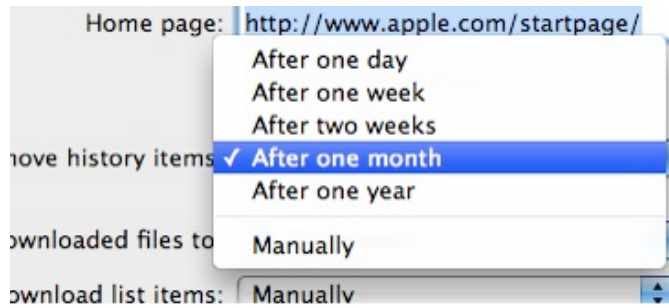 Home page: http://www.apple.com/startpage/
After one day
After one week
After two weeks
move history items ✓ After one month
After one year
ownloaded files to
Manually
ownload list items: Manually